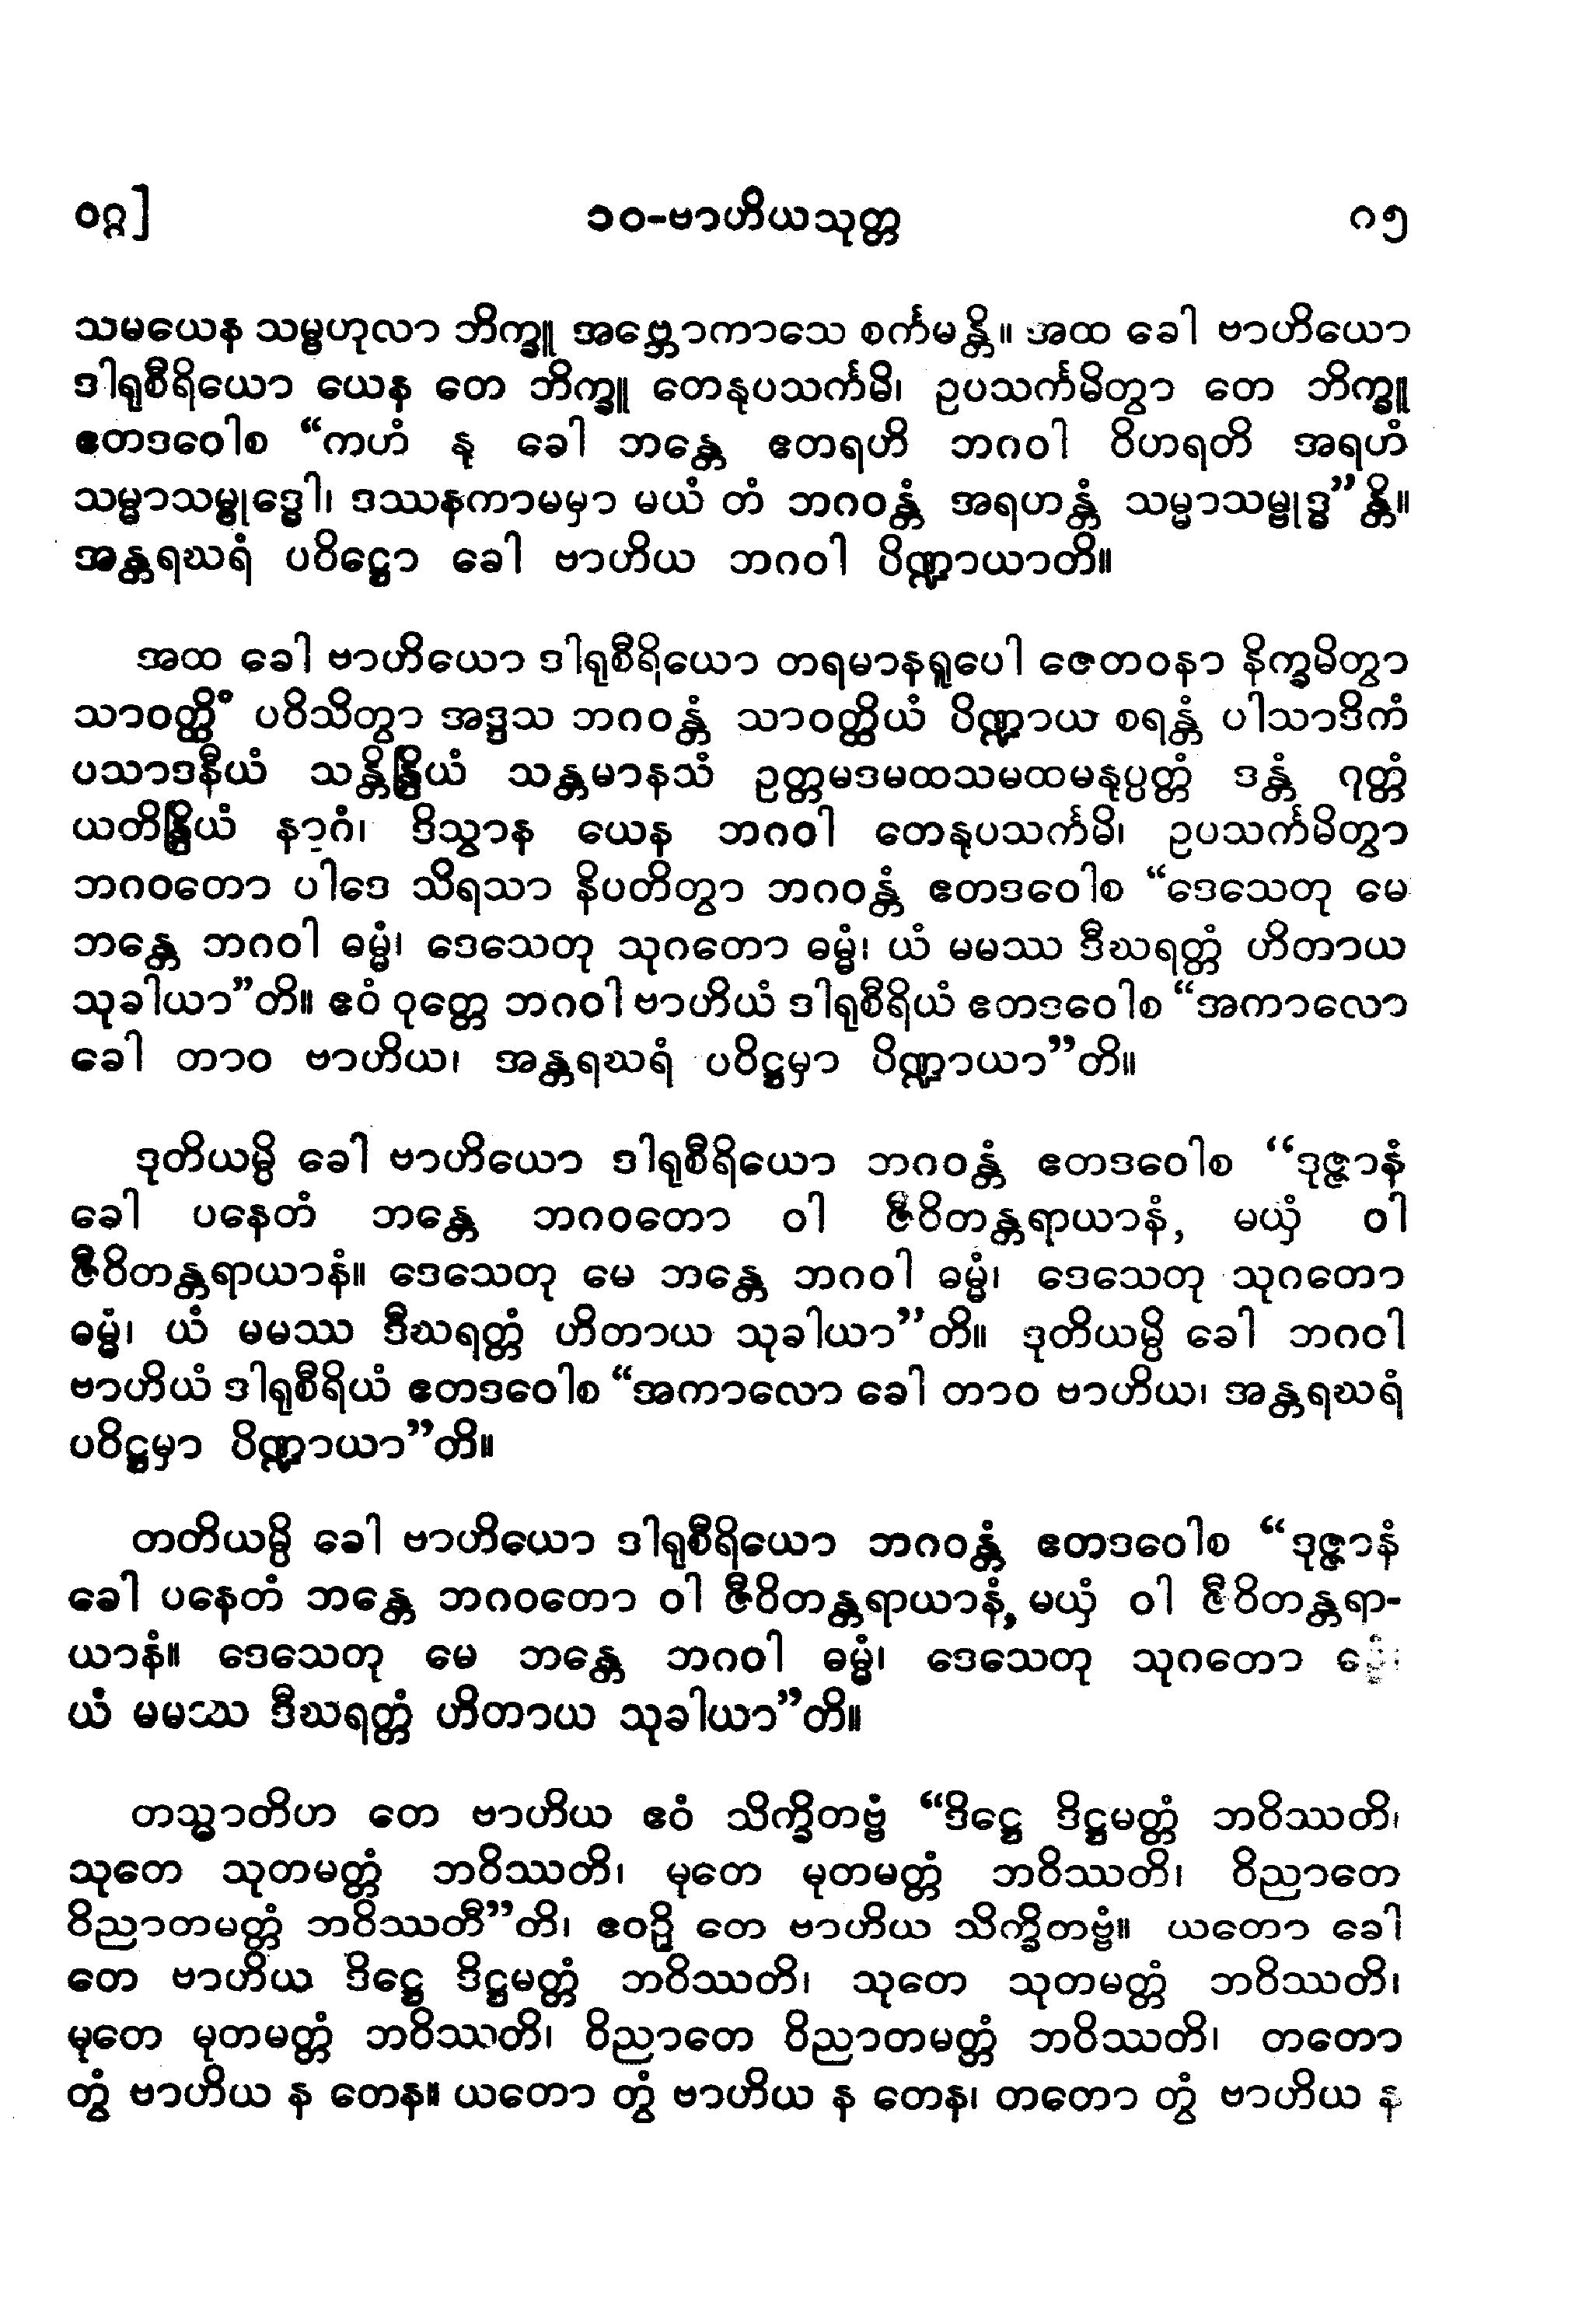 ဝဂ္ဂ]	၁၀-ဗာဟိယသုတ္တ	၈၅
သမယေန သမ္ဗဟုလာ ဘိက္ခူ အဗ္ဘောကာသေ စင်္ကမန္တိ။ အထ ခေါ ဗာဟိယော
ဒါရုစီရိယော ယေန တေ ဘိက္ခူ တေနုပသင်္ကမိ၊ ဥပသင်္ကမိတွာ တေ ဘိက္ခူ
ဧတဒဝေါစ “ကဟံ နု ခေါ ဘန္တေ ဧတရဟိ ဘဂဝါ ဝိဟရတိ အရဟံ
သမ္မာသမ္ဗုဒ္ဓေါ၊ ဒဿနကာမမှာ မယံ တံ ဘဂဝန္တံ အရဟန္တံ သမ္မာသမ္ဗုဒ္ဓ”န္တိ။
အန္တရဃရံ ပဝိဋ္ဌော ခေါ ဗာဟိယ ဘဂဝါ ပိဏ္ဍာယာတိ။
အထ ခေါ ဗာဟိယော ဒါရုစီရိယော တရမာနရူပေါ ဇေတဝနာ နိက္ခမိတွာ
သာဝတ္ထိံ ပဝိသိတွာ အဒ္ဒသ ဘဂဝန္တံ သာဝတ္ထိယံ ပိဏ္ဍာယ စရန္တံ ပါသာဒိကံ
ပသာဒနီယံ သန္တိန္ဒြိယံ သန္တမာနသံ ဥတ္တမဒမထသမထမနုပ္ပတ္တံ ဒန္တံ ဂုတ္တံ
ယတိန္ဒြိယံ နာဂံ၊ ဒိသွာန ယေန ဘဂဝါ တေနုပသင်္ကမိ၊ ဥပသင်္ကမိတွာ
ဘဂဝတော ပါဒေ သိရသာ နိပတိတွာ ဘဂဝန္တံ ဧတဒဝေါစ “ဒေသေတု မေ
ဘန္တေ ဘဂဝါ ဓမ္မံ၊ ဒေသေတု သုဂတော ဓမ္မံ၊ ယံ မမဿ ဒီဃရတ္တံ ဟိတာယ
သုခါယာ”တိ။ ဧဝံ ဝုတ္တေ ဘဂဝါ ဗာဟိယံ ဒါရုစီရိယံ ဧတဒဝေါစ “အကာလော
ခေါ တာဝ ဗာဟိယ၊ အန္တရဃရံ ပဝိဋ္ဌမှာ ပိဏ္ဍာယာ”တိ။
ဒုတိယမ္ပိ ခေါ ဗာဟိယော ဒါရုစီရိယော ဘဂဝန္တံ ဧတဒဝေါစ “ဒုဇ္ဇာနံ
ခေါ ပနေတံ ဘန္တေ ဘဂဝတော ဝါ ဇီဝိတန္တရာယာနံ, မယှံ ဝါ
ဇီဝိတန္တရာယာနံ။ ဒေသေတု မေ ဘန္တေ ဘဂဝါ ဓမ္မံ၊ ဒေသေတု သုဂတော
ဓမ္မံ၊ ယံ မမဿ ဒီဃရတ္တံ ဟိတာယ သုခါယာ”တိ။ ဒုတိယမ္ပိ ခေါ ဘဂဝါ
ဗာဟိယံ ဒါရုစီရိယံ ဧတဒဝေါစ “အကာလော ခေါ တာဝ ဗာဟိယ၊ အန္တရဃရံ
ပဝိဋ္ဌမှာ ပိဏ္ဍာယာ”တိ။
တတိယမ္ပိ ခေါ ဗာဟိယော ဒါရုစီရိယော ဘဂဝန္တံ ဧတဒဝေါစ “ဒုဇ္ဇာနံ
ခေါ ပနေတံ ဘန္တေ ဘဂဝတော ဝါ ဇီဝိတန္တရာယာနံ, မယှံ ဝါ ဇီဝိတန္တရာ-
ယာနံ။ ဒေသေတု မေ ဘန္တေ ဘဂဝါ ဓမ္မံ၊ ဒေသေတု သုဂတော
ယံ မမဿ ဒီဃရတ္တံ ဟိတာယ သုခါယာ”တိ။
တသ္မာတိဟ တေ ဗာဟိယ ဧဝံ သိက္ခိတဗ္ဗံ “ဒိဋ္ဌေ ဒိဋ္ဌမတ္တံ ဘဝိဿတိ၊
သုတေ သုတမတ္တံ ဘဝိဿတိ၊ မုတေ မုတမတ္တံ ဘဝိဿတိ၊ ဝိညာတေ
ဝိညာတမတ္တံ ဘဝိဿတီ”တိ၊ ဧဝဉှိ တေ ဗာဟိယ သိက္ခိတဗ္ဗံ။ ယတော ခေါ
တေ ဗာဟိယ ဒိဋ္ဌေ ဒိဋ္ဌမတ္တံ ဘဝိဿတိ၊ သုတေ သုတမတ္တံ ဘဝိဿတိ၊
မုတေ မုတမတ္တံ ဘဝိဿတိ၊ ဝိညာတေ ဝိညာတမတ္တံ ဘဝိဿတိ၊ တတော
တွံ ဗာဟိယ န တေန။ ယတော တွံ ဗာဟိယ န တေန၊ တတော တွံ ဗာဟိယ န